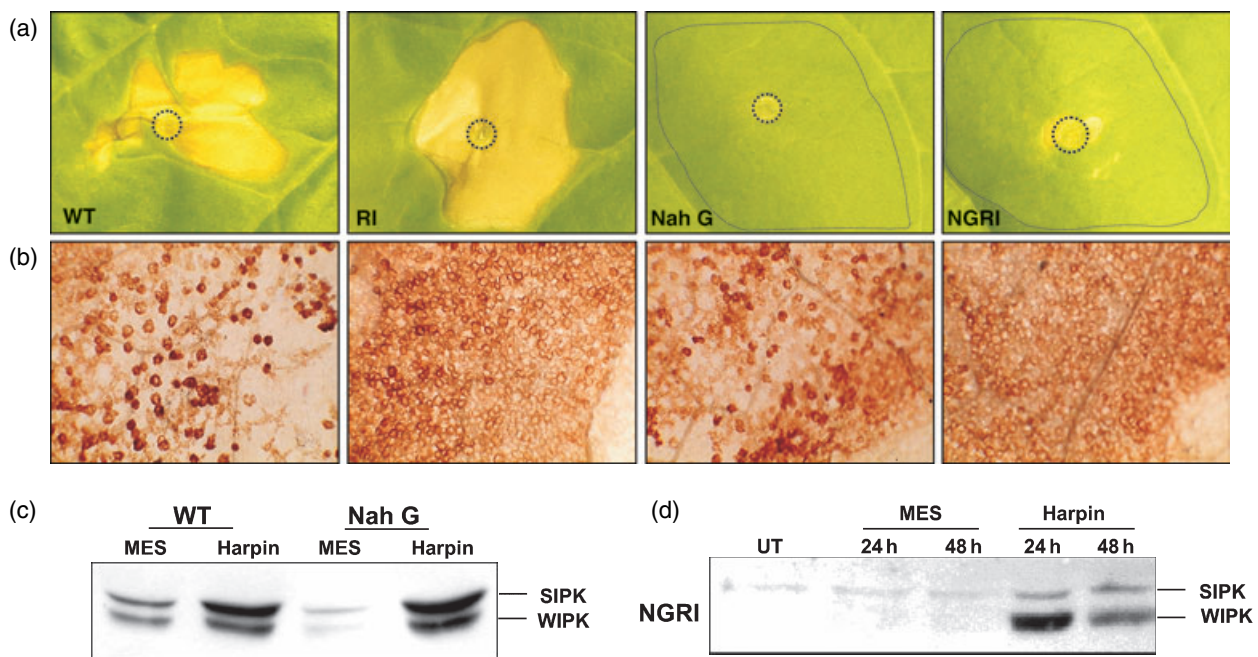 (a)
WT RI Nah G NGRI
(b)
(c)
WT Nah G
MES Harpin MES Harpin
SIPK
WIPK
(d)
MES Harpin
UT 24 h 48 h 24 h 48 h
NGRI
SIPK
WIPK